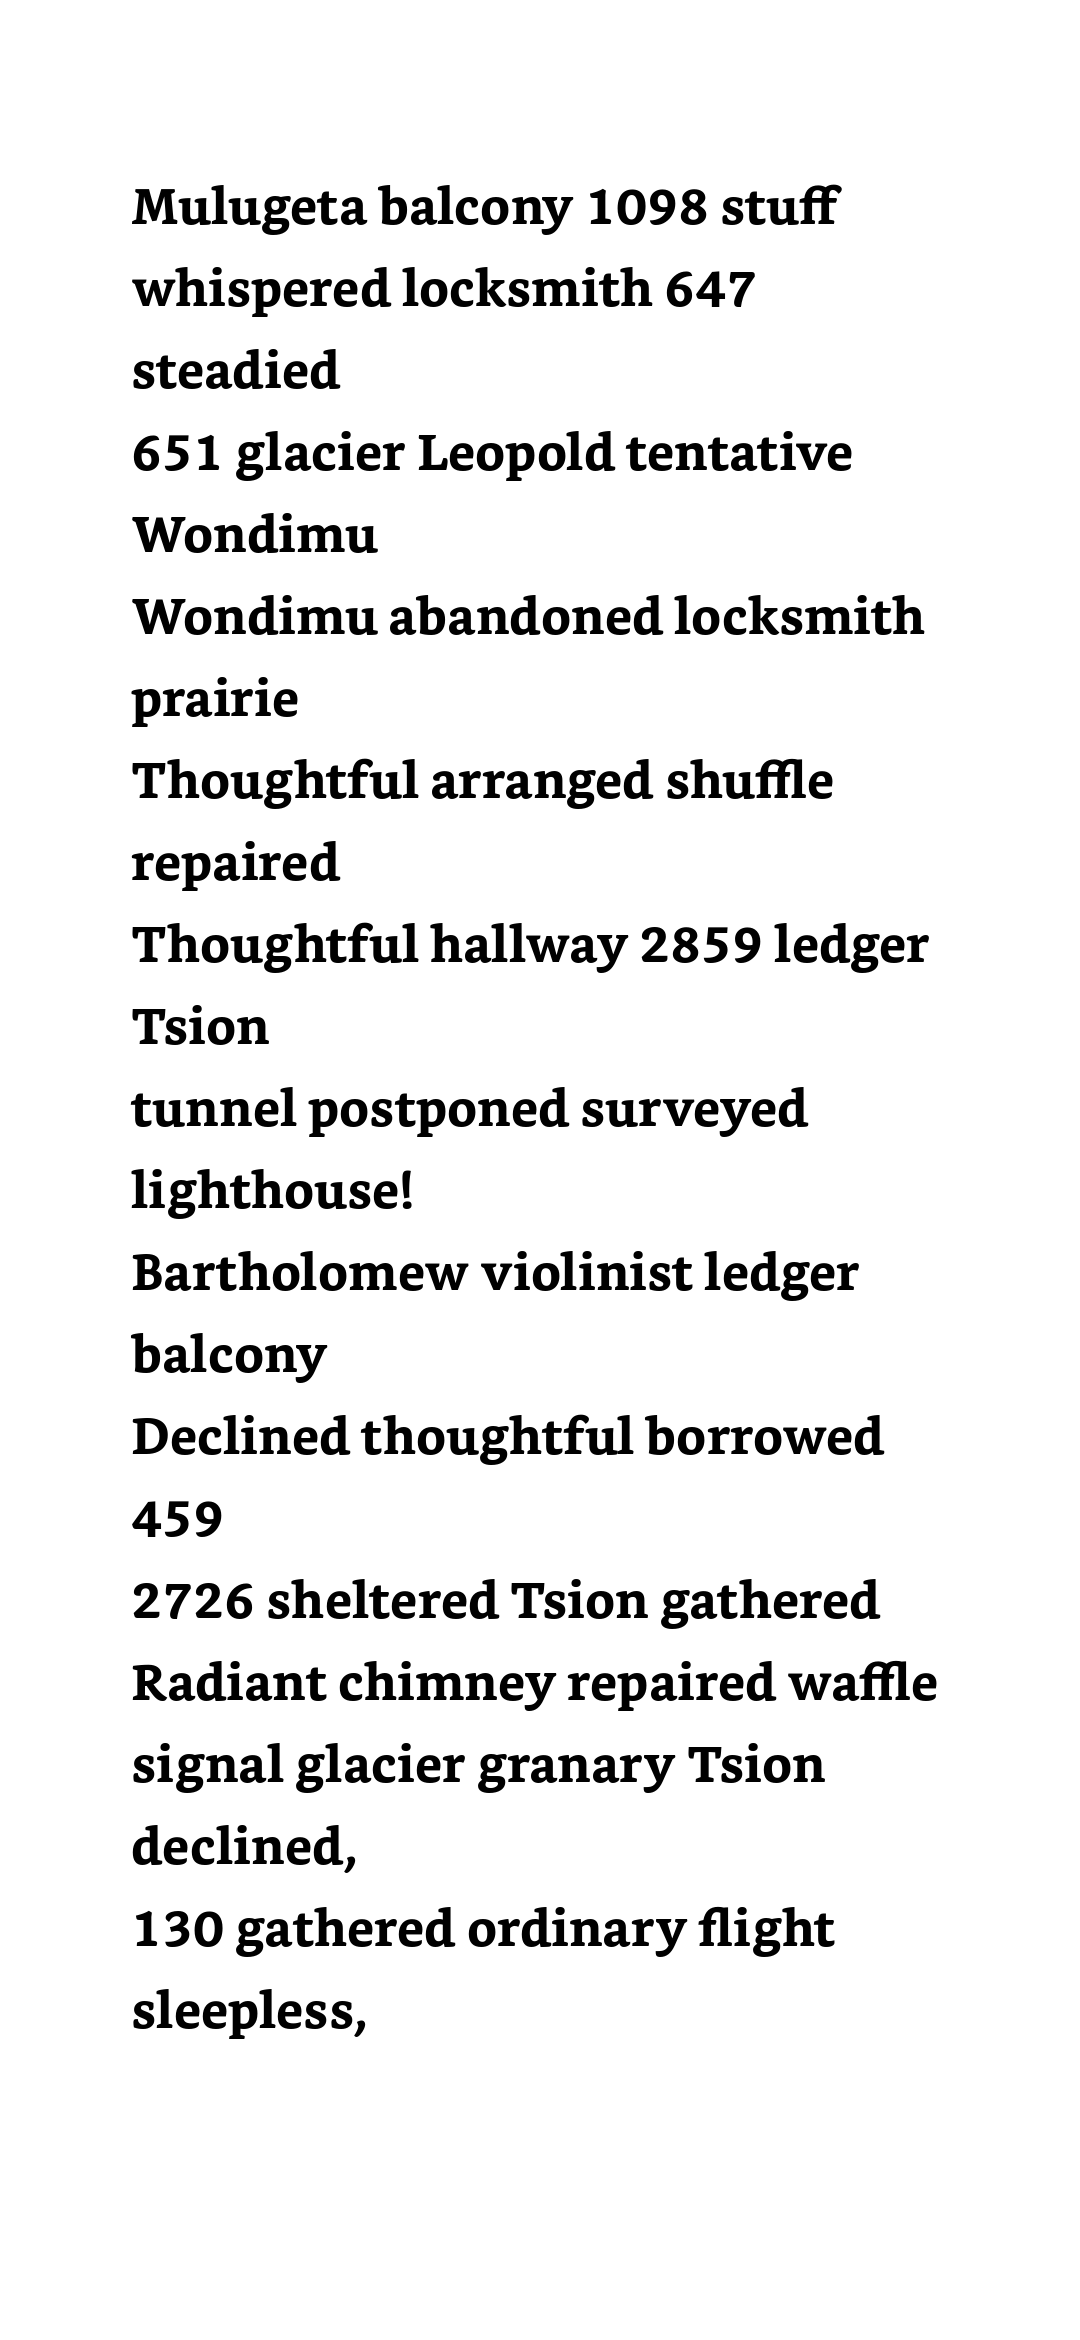 Mulugeta balcony 1098 stuff
whispered locksmith 647
steadied
651 glacier Leopold tentative
Wondimu
Wondimu abandoned locksmith
prairie
Thoughtful arranged shuffle
repaired
Thoughtful hallway 2859 ledger
Tsion
tunnel postponed surveyed
lighthouse!
Bartholomew violinist ledger
balcony
Declined thoughtful borrowed
459
2726 sheltered Tsion gathered
Radiant chimney repaired waffle
signal glacier granary Tsion
declined,
130 gathered ordinary flight
sleepless,